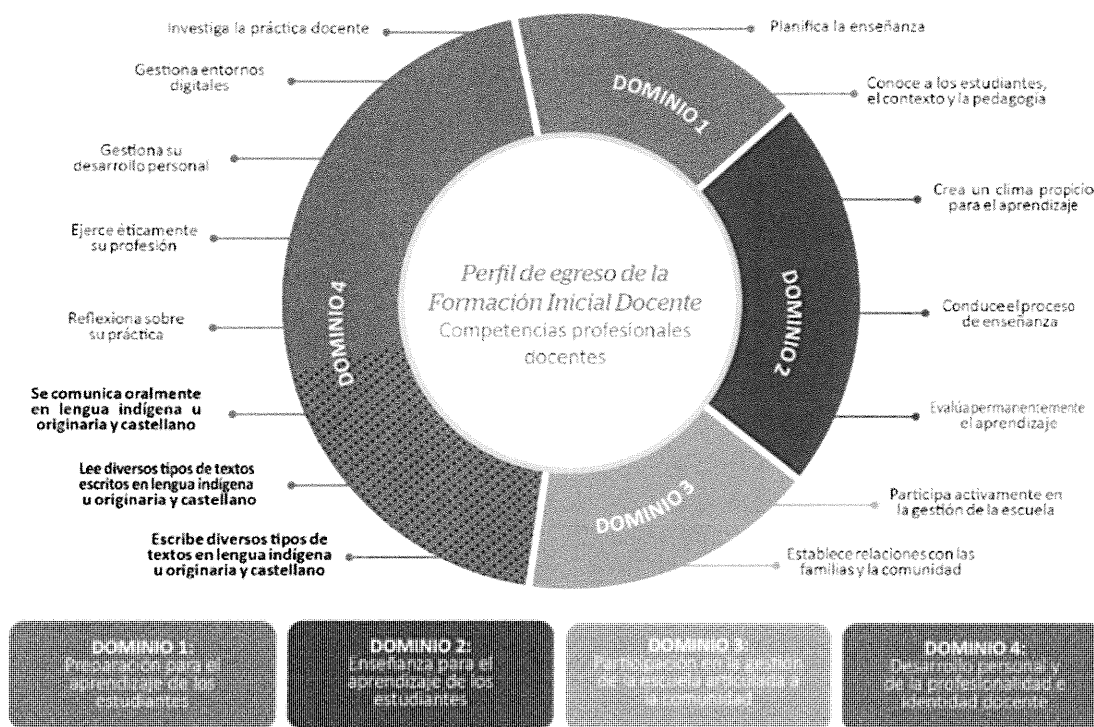 Investiga la práctica docente
Gestiona entornos
digitales
Gestiona su
desarrollo personal
Ejerce éticamente
su profesión
Reflexiona sobre
su práctica
Se comunica oralmente
en lengua indígena u
originaria y castellano
Lee diversos tipos de textos
escritos en lengua indígena
u originaria y castellano
Escribe diversos tipos de
textos en lengua indígena
u originaria y castellano
Planifica la enseñanza
Conoce a los estudiantes,
el contexto y la pedagogía
Crea un clima propicio
para el aprendizaje
Conduce el proceso
de enseñanza
Evalúa permanentemente
el aprendizaje
Participa activamente en
la gestión de la escuela
Establece relaciones con las
familias y la comunidad
DOMINIO 1
DOMINIO 2
DOMINIO 3
DOMINIO 4
Perfil de egreso de la
Formación Inicial Docente
Competencias profesionales
docentes
DOMINIO 1:
Preparación para el
aprendizaje de los
estudiantes
DOMINIO 2:
Enseñanza para el
aprendizaje de los
estudiantes
DOMINIO 3:
Participación en la gestión
de la escuela articulada a
la comunidad
DOMINIO 4:
Desarrollo personal y
de la profesionalidad e
identidad docente